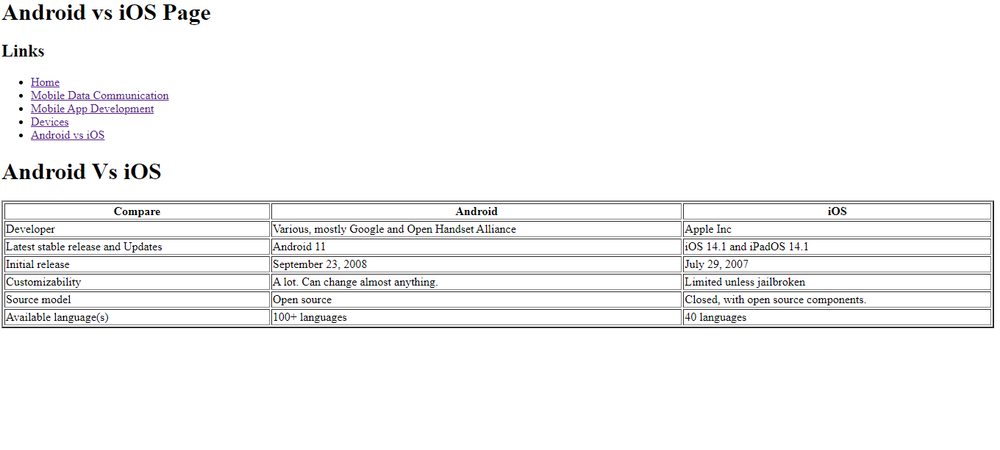 Android vs iOS Page
Links
Home
Mobile Data Communication
Mobile App Development
Devices
Android vs iOS
Android Vs iOS
Compare Android iOS
Developer Various, mostly Google and Open Handset Alliance Apple Inc
Latest stable release and Updates Android 11 iOS 14.1 and iPadOS 14.1
Initial release September 23, 2008 July 29, 2007
Customizability A lot. Can change almost anything. Limited unless jailbroken
Source model Open source Closed, with open source components.
Available language(s) 100+ languages 40 languages